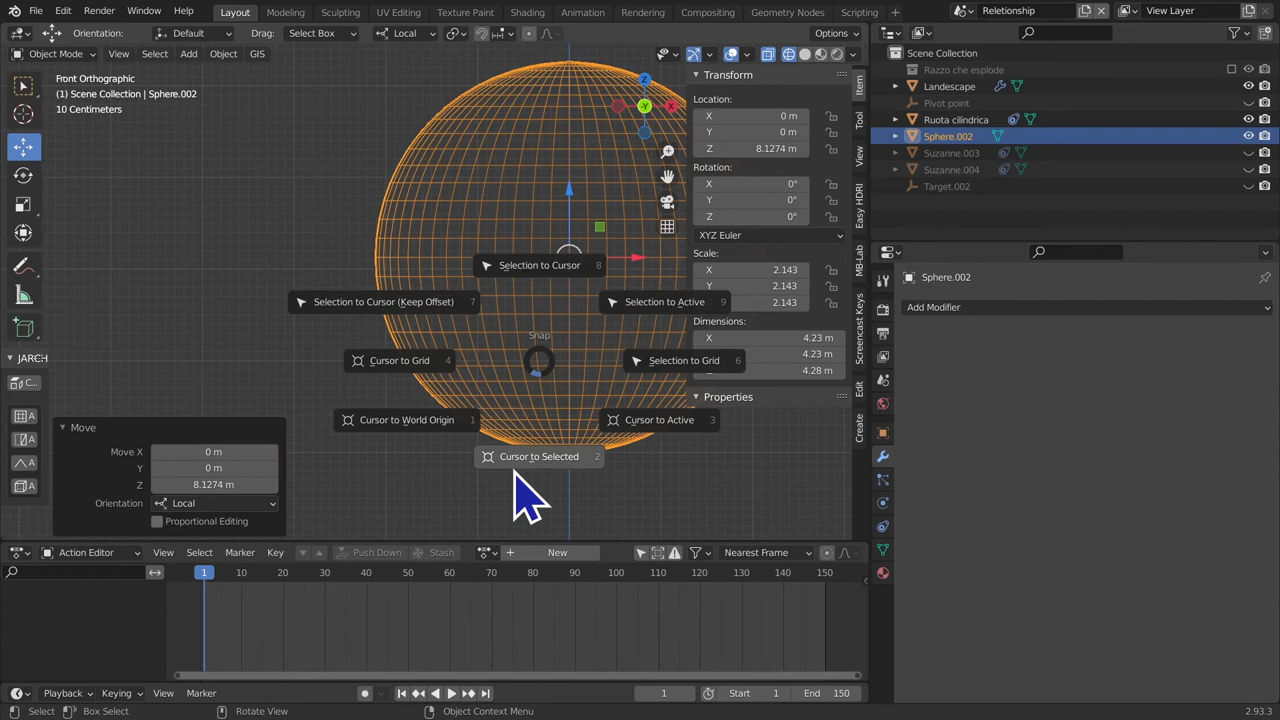 File Edit Render Window Help Layout Modeling Sculpting UV Editing Texture Paint Shading Animation Rendering Compositing Geometry Nodes Scripting + Relationship View Layer
Orientation: Default Drag: Select Box Local Options
Object Mode View Select Add Object GIS
Front Orthographic
(1) Scene Collection | Sphere.002
10 Centimeters
Z
X
-Y
JARCH
C...
A
A
A
A
Selection to Cursor 8
Selection to Cursor (Keep Offset) 7
Selection to Active 9
Snap
Cursor to Grid 4
Selection to Grid 6
Cursor to World Origin 1
Cursor to Active 3
Cursor to Selected 2
Move
Move X 0 m
Y 0 m
Z 8.1274 m
Orientation Local
Proportional Editing
Transform
Location:
X 0 m
Y 0 m
Z 8.1274 m
Rotation:
X 0°
Y 0°
Z 0°
XYZ Euler
Scale:
X 2.143
Y 2.143
Z 2.143
Dimensions:
X 4.23 m
Y 4.23 m
4.28 m
Properties
Item
Tool
View
Easy HDRI
MB-Lab
Screencast Keys
Edit
Create
Scene Collection
Razzo che esplode
Landscape
Pivot point
Ruota cilindrica
Sphere.002
Suzanne.003
Suzanne.004
Target.002
Sphere.002
Add Modifier
Action Editor View Select Marker Key Push Down Stash + New Nearest Frame
1 10 20 30 40 50 60 70 80 90 100 110 120 130 140 150
Playback Keying View Marker 1 Start 1 End 150
Select Box Select Rotate View Object Context Menu 2.93.3